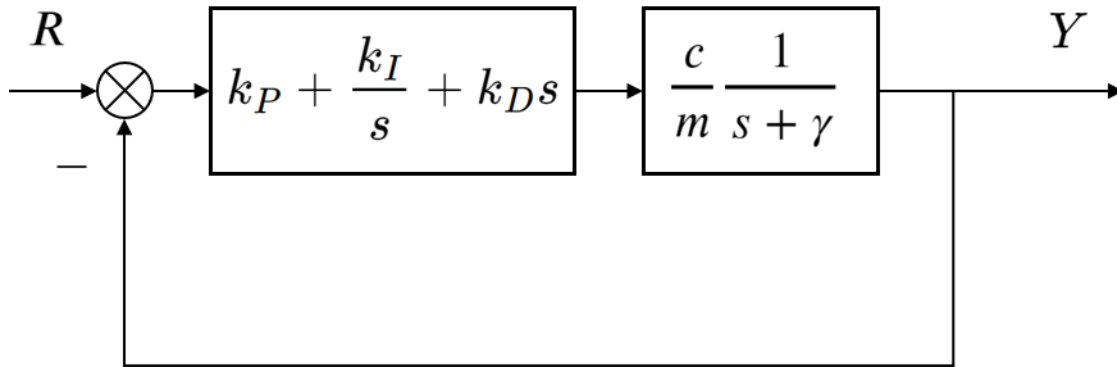 R
Y
k_P + \frac{k_I}{s} + k_D s
\frac{c}{m} \frac{1}{s + \gamma}
−